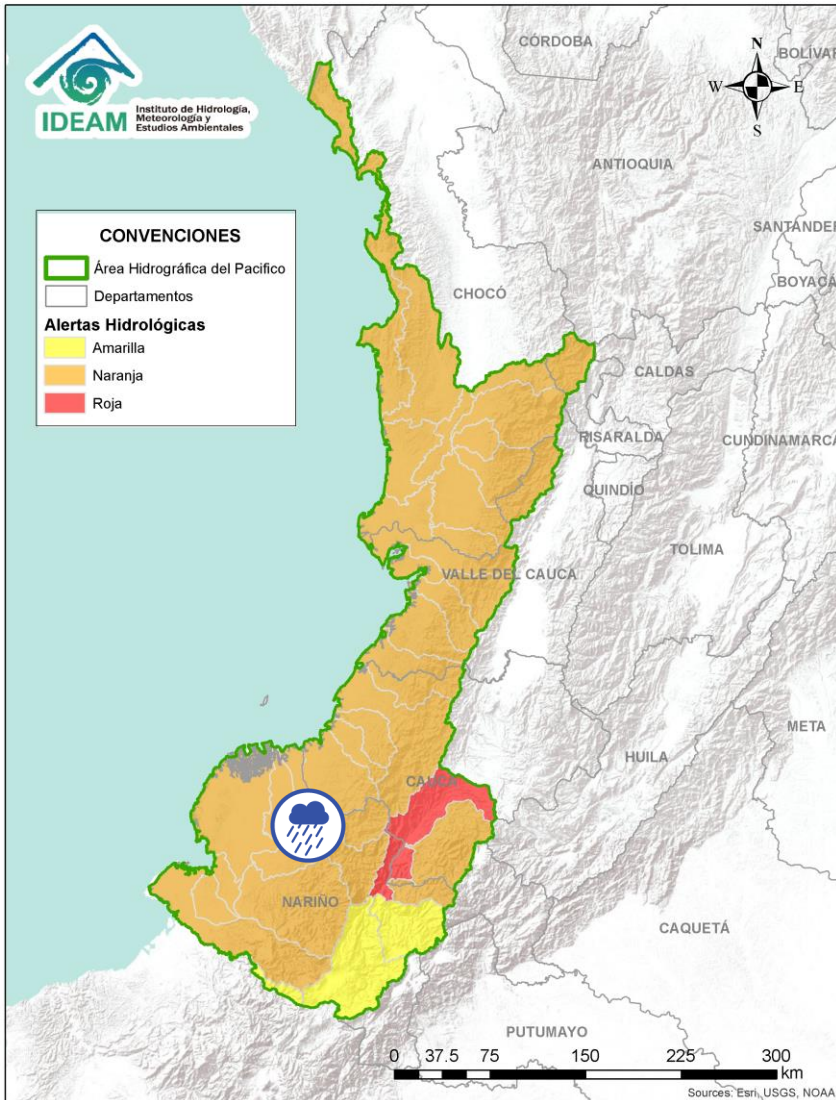 IDEAM
Instituto de Hidrología,
Meteorología y
Estudios Ambientales
CÓRDOBA
BOLÍVAR
N
W
E
S
ANTIOQUIA
SANTANDER
BOYACÁ
CONVENCIONES
Área Hidrográfica del Pacifico
Departamentos
Alertas Hidrológicas
Amarilla
Naranja
Roja
CHOCÓ
CALDAS
RISARALDA
CUNDINAMARCA
QUINDÍO
TOLIMA
VALLE DEL CAUCA
META
HUILA
CAUCA
NARIÑO
CAQUETÁ
PUTUMAYO
0 37.5 75 150 225 300
km
Sources: Esri, USGS, NOAA